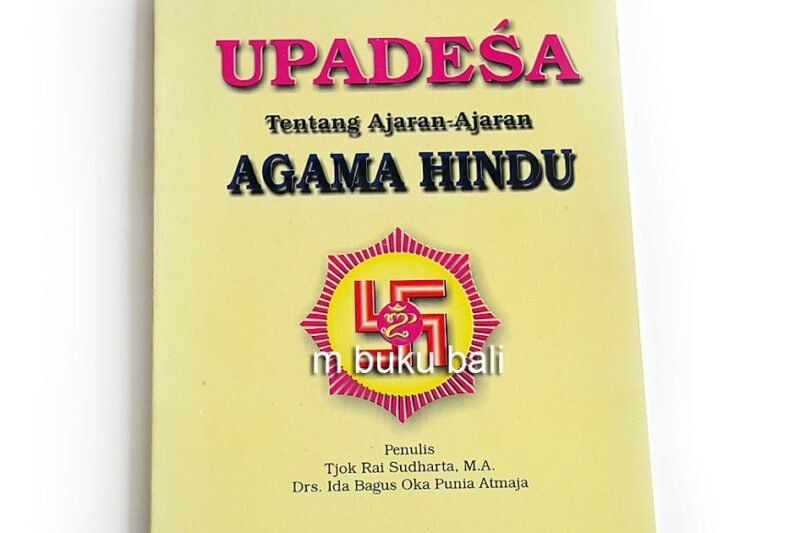 UPADEŚA
Tentang Ajaran-Ajaran
AGAMA HINDU
m buku bali
Penulis
Tjok Rai Sudharta, M.A.
Drs. Ida Bagus Oka Punia Atmaja